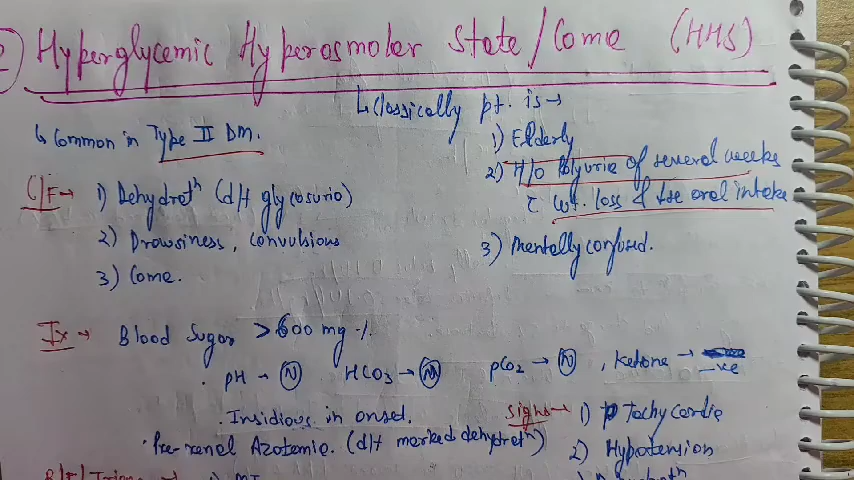 2
Hyperglycemic Hyperosmolar State/Coma (HHS)
↳ Common in Type II DM.
↳ Classically pt. is →
1) Elderly
2) H/O Polyuria of several weeks
c̄ wt. loss & ↓se oral intake
3) Mentally confused.
C/F → 1) Dehydratⁿ (d/t glycosuria)
2) Drowsiness, Convulsions
3) Coma.
Ix → Blood Sugar > 600 mg %.
· pH → (N) HCO3 → (N) pCO2 → (N), Ketone → -ve
· Insidious in onset.
· Pre-renal Azotemia. (d/t marked dehydratⁿ)
Signs → 1) Tachycardia
2) Hypotension